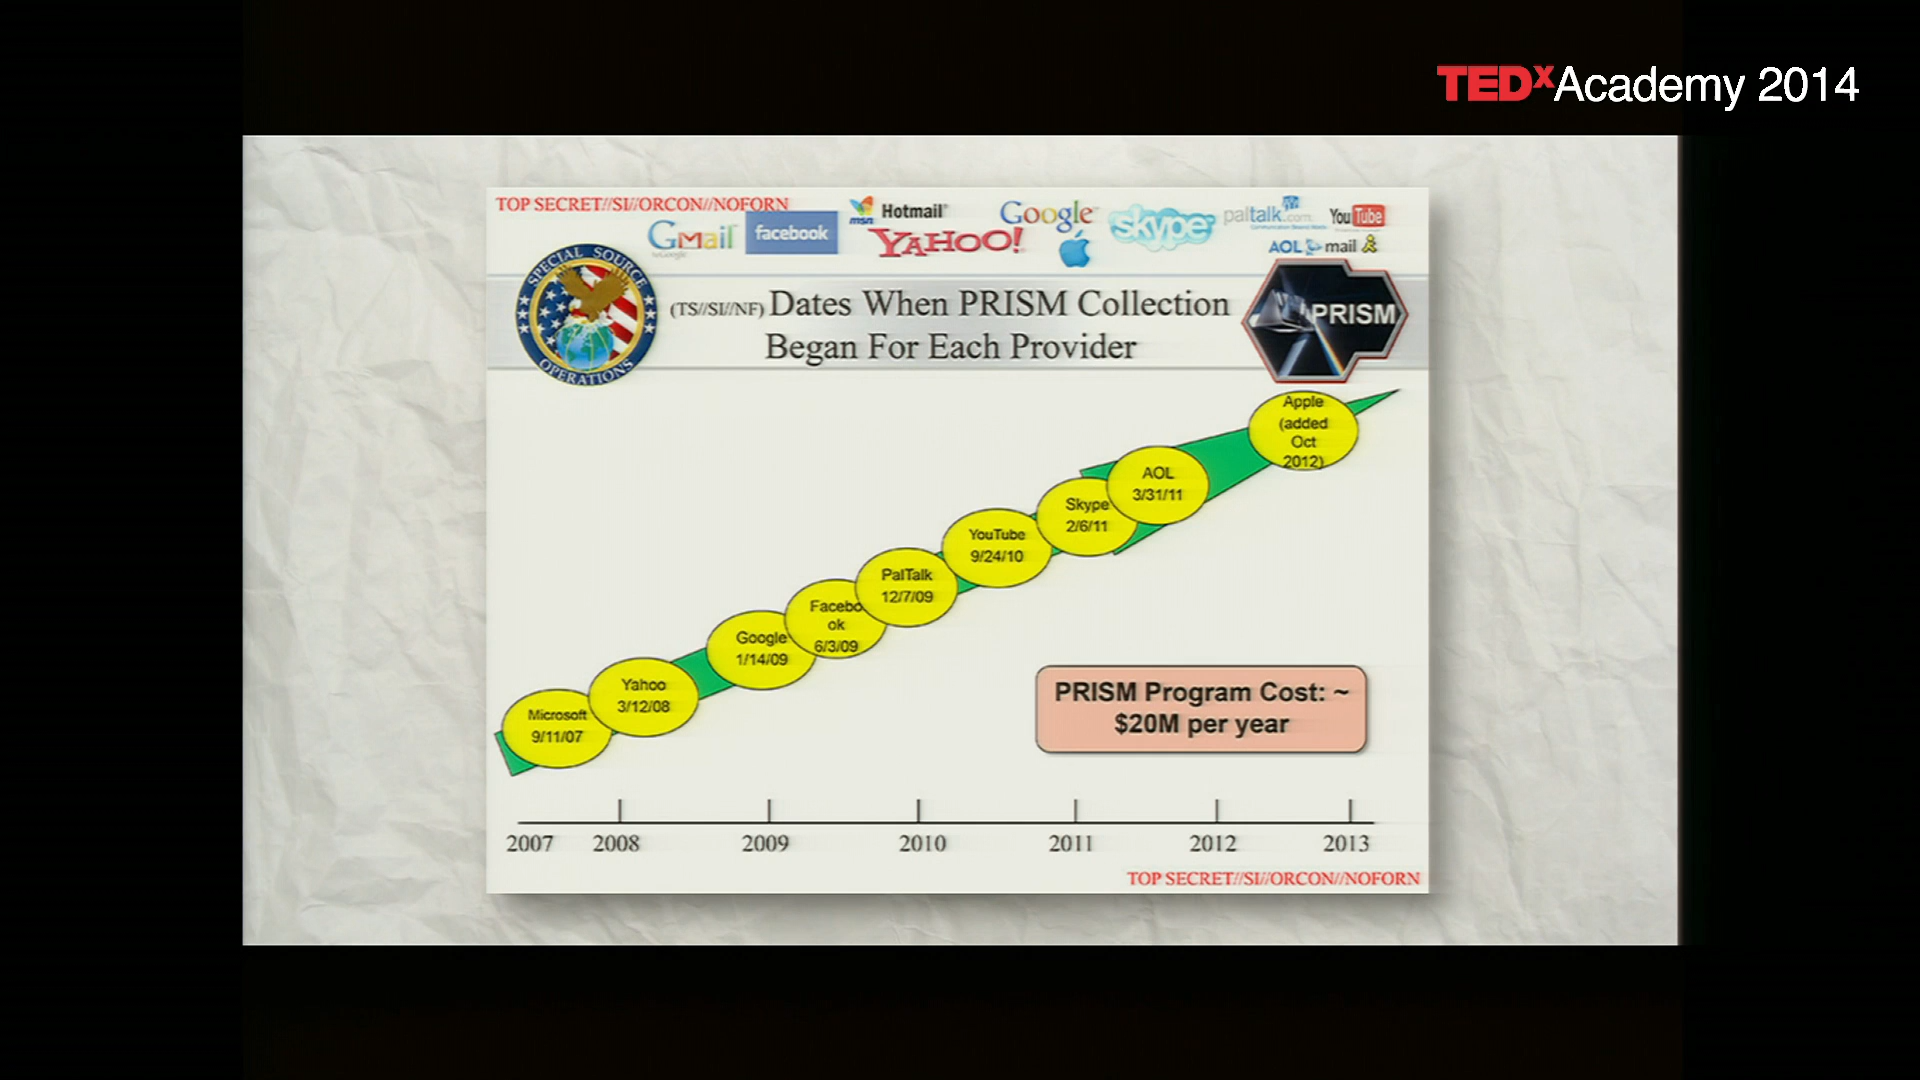 TEDxAcademy 2014
TOP SECRET//SI//ORCON//NOFORN
Gmail
by Google
facebook
msn Hotmail
YAHOO!
Google
skype
paltalk.com
YouTube
AOL mail
SPECIAL SOURCE
OPERATIONS
(TS//SI//NF) Dates When PRISM Collection
Began For Each Provider
PRISM
Apple
(added
Oct
2012)
AOL
3/31/11
Skype
2/6/11
YouTube
9/24/10
PalTalk
12/7/09
Facebo
ok
6/3/09
Google
1/14/09
Yahoo
3/12/08
Microsoft
9/11/07
PRISM Program Cost: ~
$20M per year
2007 2008 2009 2010 2011 2012 2013
TOP SECRET//SI//ORCON//NOFORN